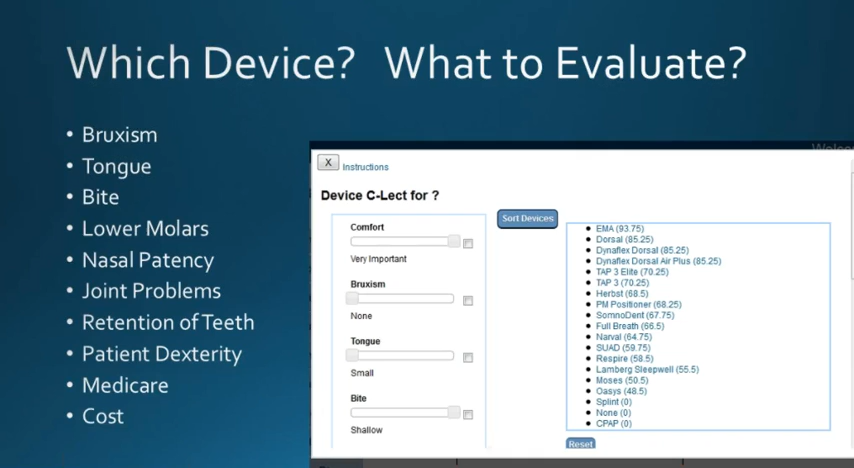 Which Device? What to Evaluate?
• Bruxism
• Tongue
• Bite
• Lower Molars
• Nasal Patency
• Joint Problems
• Retention of Teeth
• Patient Dexterity
• Medicare
• Cost
X Instructions
Device C-Lect for ?
Comfort
Very Important
Bruxism
None
Tongue
Small
Bite
Shallow
Sort Devices
• EMA (93.75)
• Dorsal (85.25)
• Dynaflex Dorsal (85.25)
• Dynaflex Dorsal Air Plus (85.25)
• TAP 3 Elite (70.25)
• TAP 3 (70.25)
• Herbst (68.5)
• PM Positioner (68.25)
• SomnoDent (67.75)
• Full Breath (66.5)
• Narval (64.75)
• SUAD (59.75)
• Respire (58.5)
• Lamberg Sleepwell (55.5)
• Moses (50.5)
• Oasys (48.5)
• Splint (0)
• None (0)
• CPAP (0)
Reset